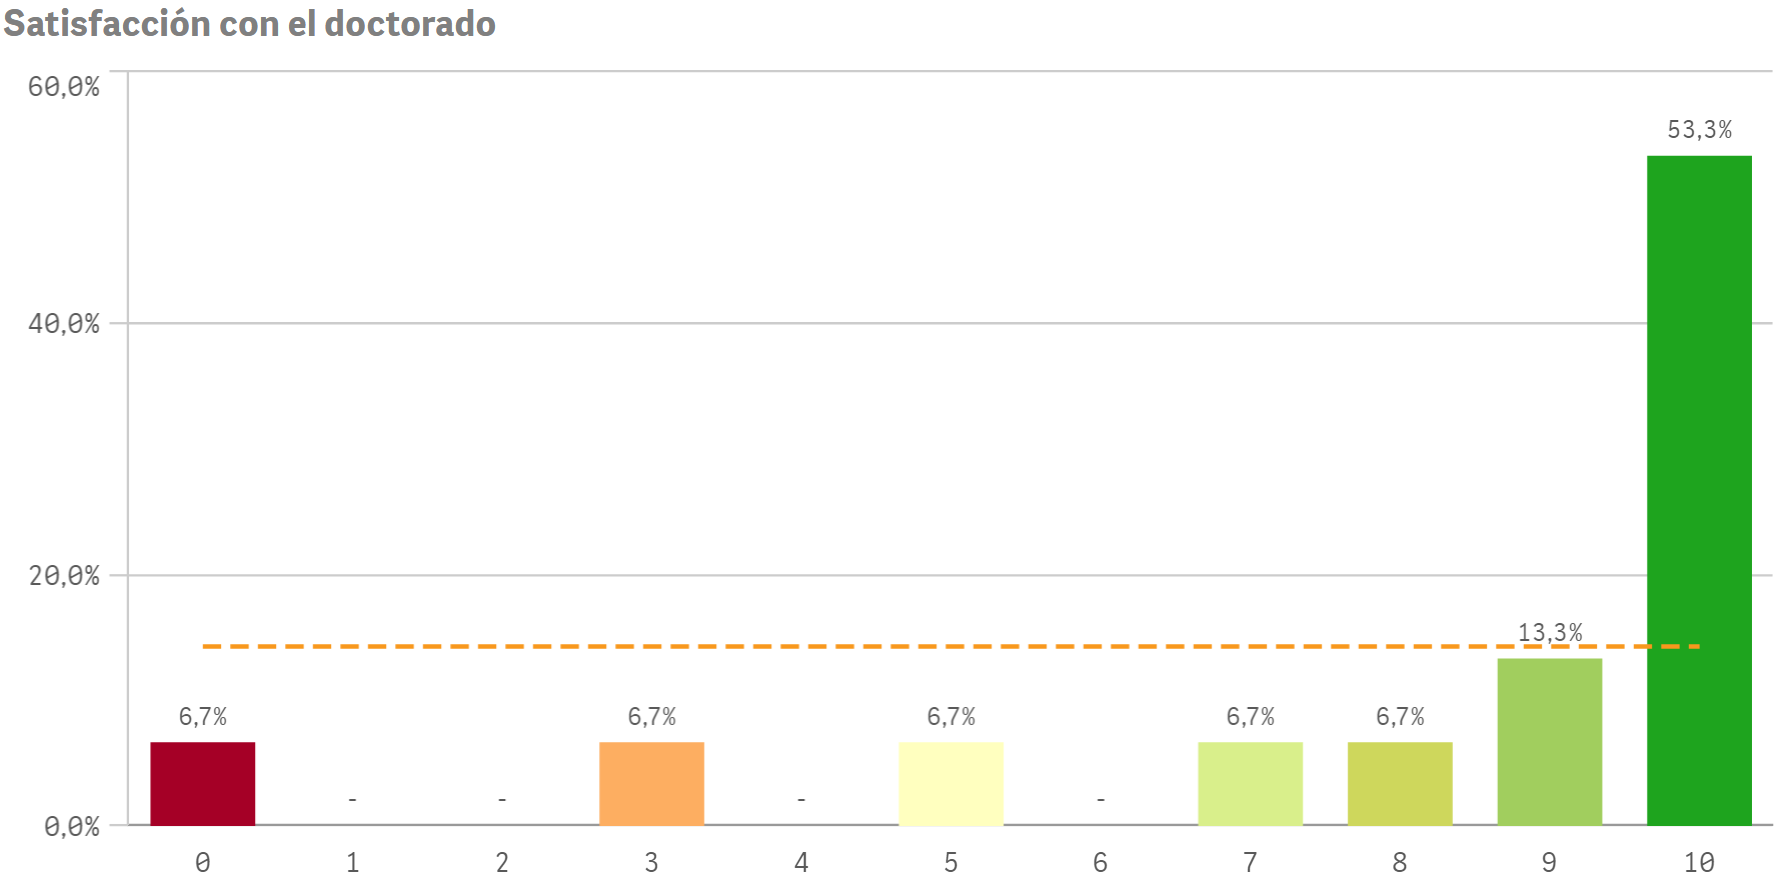 Satisfacción con el doctorado
60,0%
53,3%
40,0%
20,0%
13,3%
6,7% 6,7% 6,7% 6,7% 6,7%
- - - -
0,0%
0 1 2 3 4 5 6 7 8 9 10